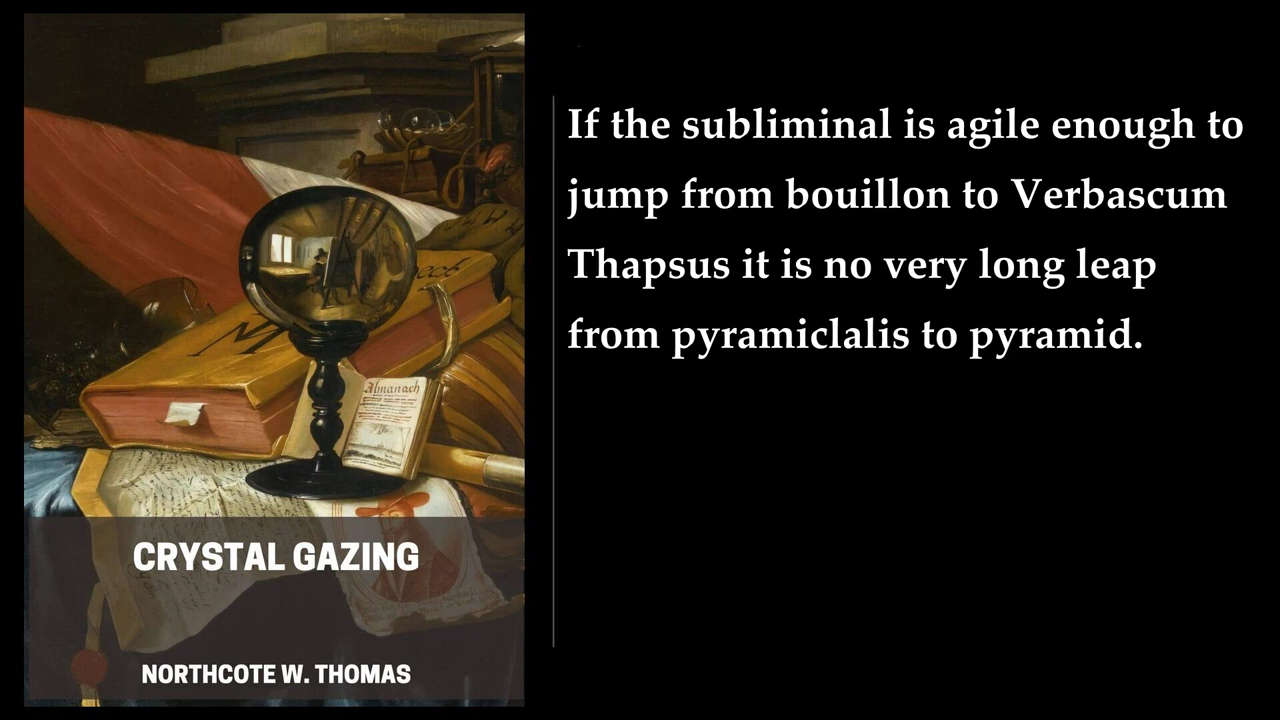 If the subliminal is agile enough to
jump from bouillon to Verbascum
Thapsus it is no very long leap
from pyramiclalis to pyramid.
Almanach
M
CRYSTAL GAZING
NORTHCOTE W. THOMAS